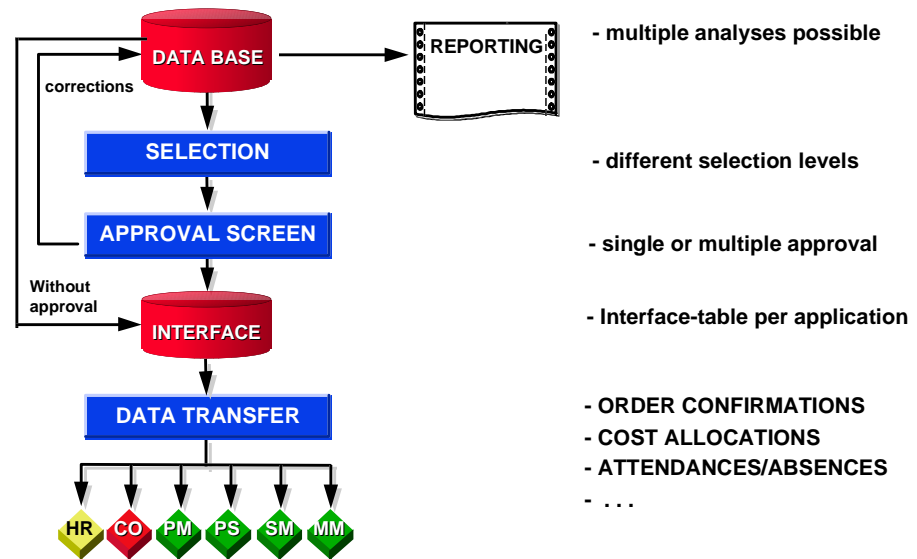 DATA BASE
REPORTING
- multiple analyses possible
corrections
SELECTION
- different selection levels
APPROVAL SCREEN
- single or multiple approval
Without
approval
INTERFACE
- Interface-table per application
DATA TRANSFER
- ORDER CONFIRMATIONS
- COST ALLOCATIONS
- ATTENDANCES/ABSENCES
- . . .
HR CO PM PS SM MM